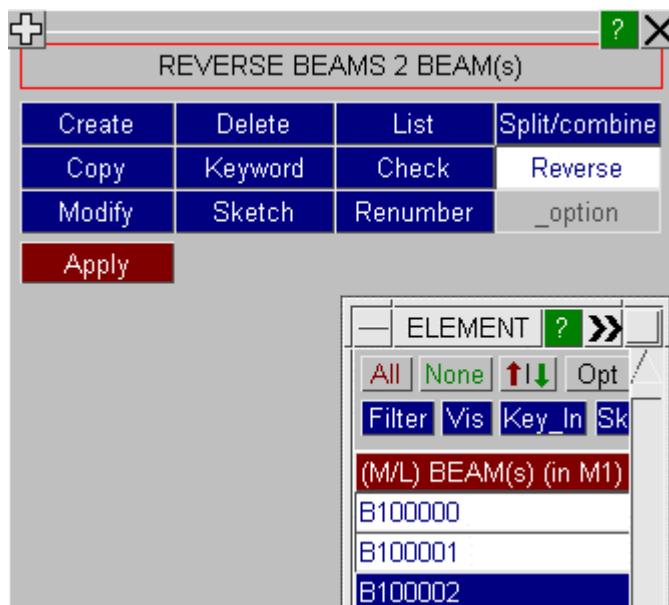 ?
REVERSE BEAMS 2 BEAM(s)
Create Delete List Split/combine
Copy Keyword Check Reverse
Modify Sketch Renumber _option
Apply
ELEMENT ?
All None Opt
Filter Vis Key_In Sk
(M/L) BEAM(s) (in M1)
B100000
B100001
B100002